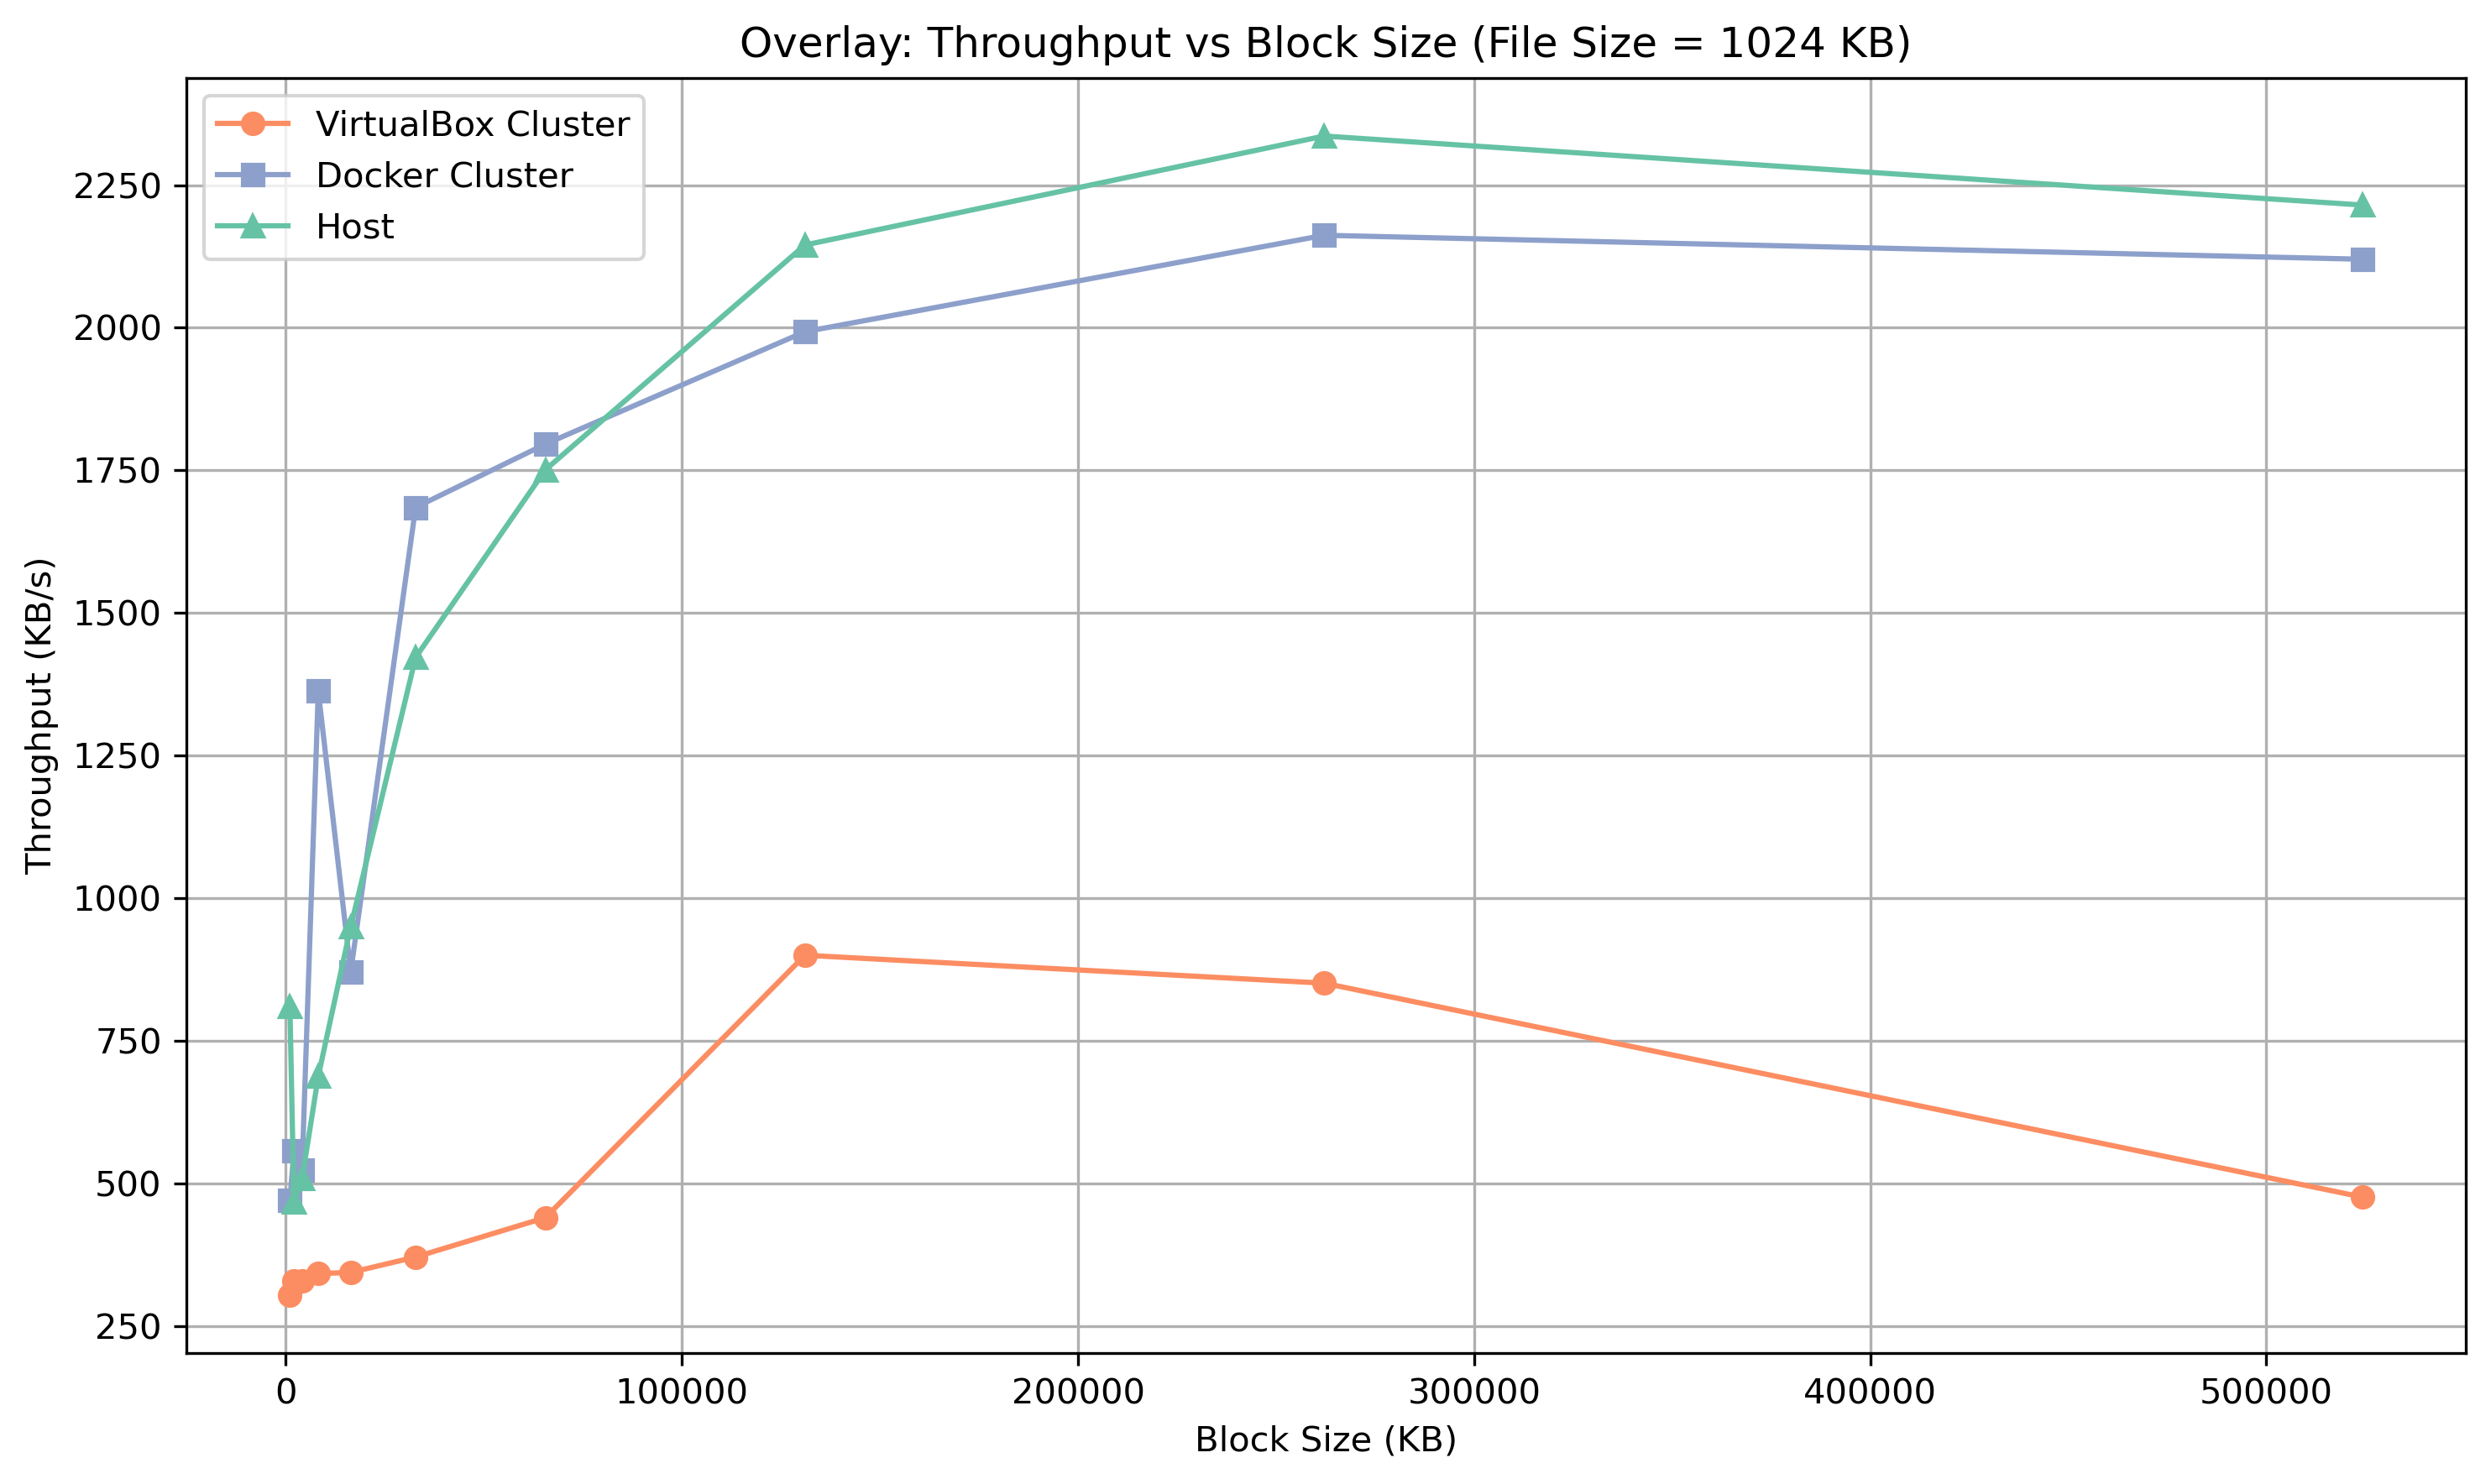 Overlay: Throughput vs Block Size (File Size = 1024 KB)
VirtualBox Cluster
Docker Cluster
Host
2250
2000
1750
1500
1250
1000
750
500
250
Throughput (KB/s)
0 100000 200000 300000 400000 500000
Block Size (KB)